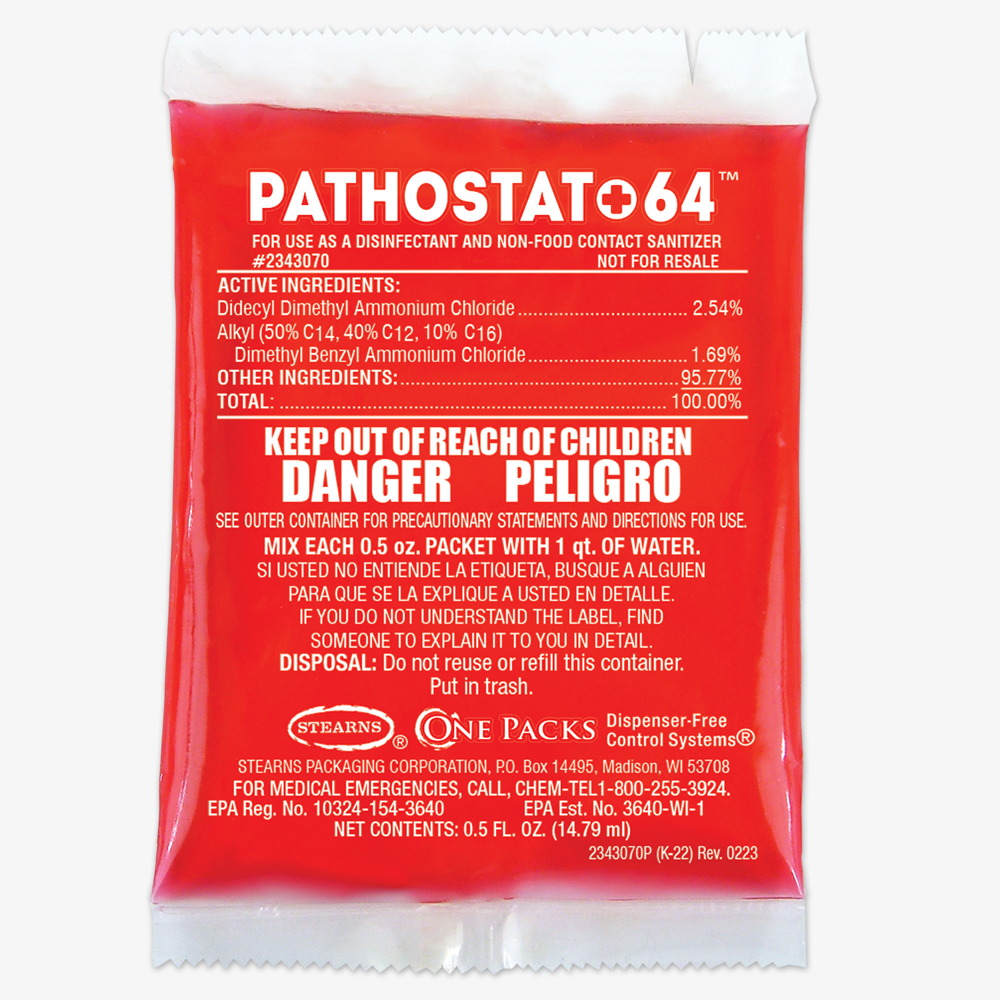 PATHOSTAT+64™
FOR USE AS A DISINFECTANT AND NON-FOOD CONTACT SANITIZER
#2343070 NOT FOR RESALE
ACTIVE INGREDIENTS:
Didecyl Dimethyl Ammonium Chloride ................................ 2.54%
Alkyl (50% C14, 40% C12, 10% C16)
Dimethyl Benzyl Ammonium Chloride .............................. 1.69%
OTHER INGREDIENTS: .................................................... 95.77%
TOTAL: ........................................................................ 100.00%
KEEP OUT OF REACH OF CHILDREN
DANGER PELIGRO
SEE OUTER CONTAINER FOR PRECAUTIONARY STATEMENTS AND DIRECTIONS FOR USE.
MIX EACH 0.5 oz. PACKET WITH 1 qt. OF WATER.
SI USTED NO ENTIENDE LA ETIQUETA, BUSQUE A ALGUIEN
PARA QUE SE LA EXPLIQUE A USTED EN DETALLE.
IF YOU DO NOT UNDERSTAND THE LABEL, FIND
SOMEONE TO EXPLAIN IT TO YOU IN DETAIL.
DISPOSAL: Do not reuse or refill this container.
Put in trash.
STEARNS® ONE PACKS Dispenser-Free
Control Systems®
STEARNS PACKAGING CORPORATION, P.O. Box 14495, Madison, WI 53708
FOR MEDICAL EMERGENCIES, CALL, CHEM-TEL1-800-255-3924.
EPA Reg. No. 10324-154-3640 EPA Est. No. 3640-WI-1
NET CONTENTS: 0.5 FL. OZ. (14.79 ml)
2343070P (K-22) Rev. 0223